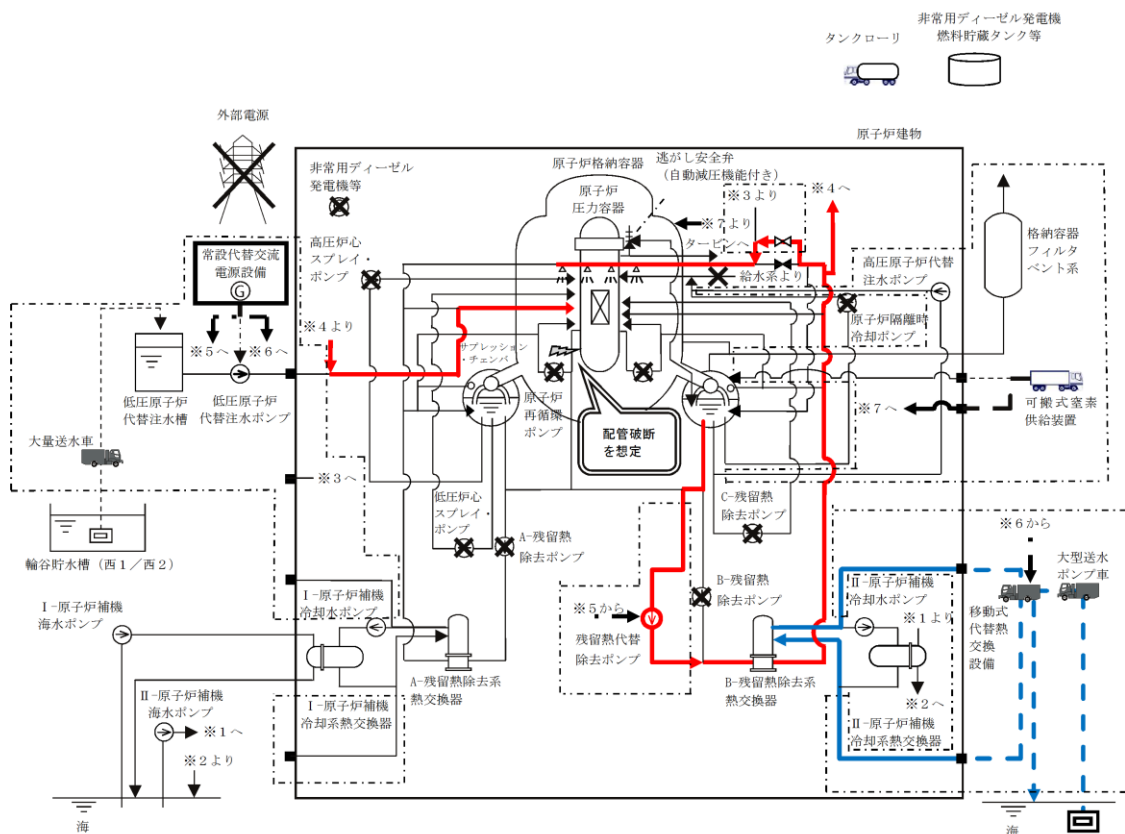 非常用ディーゼル発電機
燃料貯蔵タンク等
タンクローリ
外部電源
原子炉建物
非常用ディーゼル
発電機等
原子炉格納容器
逃がし安全弁
（自動減圧機能付き）
原子炉
圧力容器
※３より
※４へ
※７より
タービンへ
格納容器
フィルタ
ベント系
高圧炉心
スプレイ・
ポンプ
常設代替交流
電源設備
G
給水系より
高圧原子炉代替
注水ポンプ
原子炉隔離時
冷却ポンプ
※４より
※５へ
※６へ
サプレッション
・チェンバ
低圧原子炉
代替注水槽
低圧原子炉
代替注水ポンプ
原子炉
再循環
ポンプ
配管破断
を想定
※７へ
可搬式窒素
供給装置
大量送水車
※３へ
低圧炉心
スプレイ・
ポンプ
A-残留熱
除去ポンプ
C-残留熱
除去ポンプ
輪谷貯水槽（西１／西２）
※６から
大型送水
ポンプ車
Ⅰ-原子炉補機
海水ポンプ
Ⅰ-原子炉補機
冷却水ポンプ
※５から
残留熱代替
除去ポンプ
B-残留熱
除去ポンプ
Ⅱ-原子炉補機
冷却水ポンプ
※１より
移動式
代替熱
交換
設備
A-残留熱除去系
熱交換器
B-残留熱除去系
熱交換器
※２へ
Ⅱ-原子炉補機
海水ポンプ
※１へ
※２より
Ⅰ-原子炉補機
冷却系熱交換器
Ⅱ-原子炉補機
冷却系熱交換器
海
海